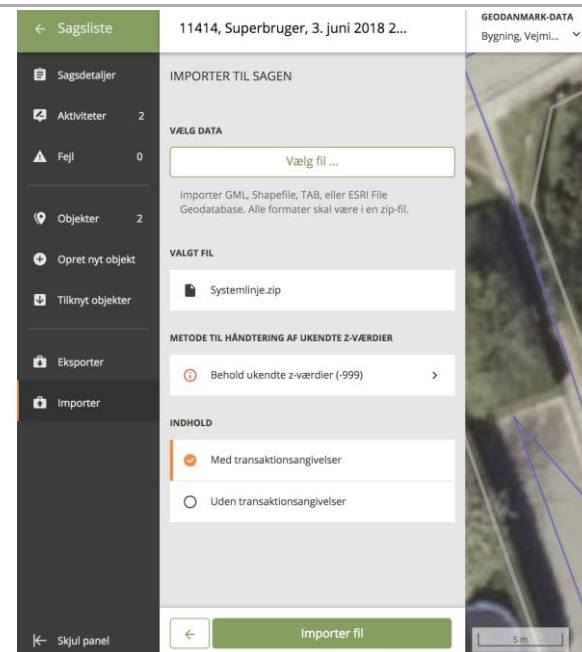 Sagsliste
Sagsdetaljer
Aktiviteter 2
Fejl 0
Objekter 2
Opret nyt objekt
Tilknyt objekter
Eksporter
Importer
Skjul panel
11414, Superbruger, 3. juni 2018 2...
IMPORTER TIL SAGEN
VÆLG DATA
Vælg fil ...
Importer GML, Shapefile, TAB, eller ESRI File
Geodatabase. Alle formater skal være i en zip-fil.
VALGT FIL
Systemlinje.zip
METODE TIL HÅNDTERING AF UKENDTE Z-VÆRDIER
Behold ukendte z-værdier (-999)
INDHOLD
Med transaktionsangivelser
Uden transaktionsangivelser
Importer fil
GEODANMARK-DATA
Bygning, Vejmi...
5 m